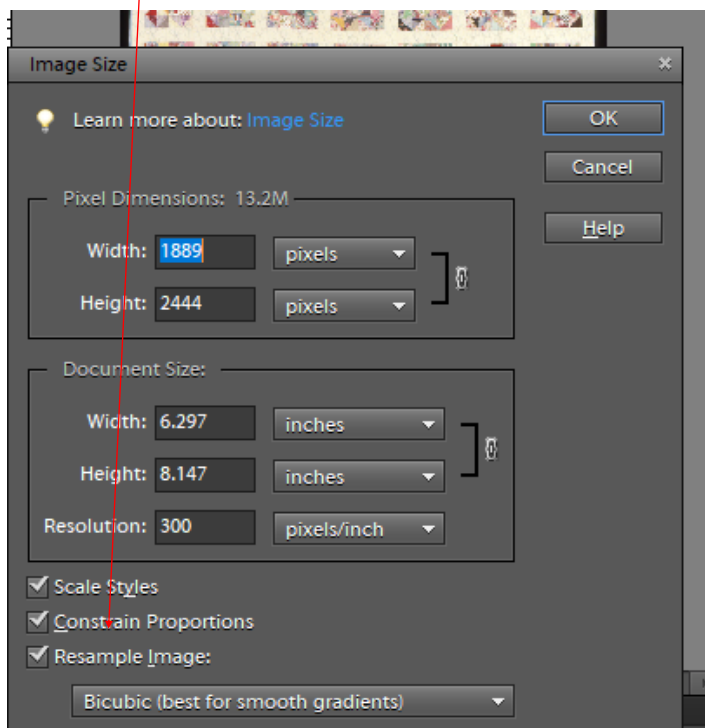 Image Size
Learn more about: Image Size
OK
Cancel
Help
Pixel Dimensions: 13.2M
Width: 1889 pixels
Height: 2444 pixels
Document Size:
Width: 6.297 inches
Height: 8.147 inches
Resolution: 300 pixels/inch
Scale Styles
Constrain Proportions
Resample Image:
Bicubic (best for smooth gradients)